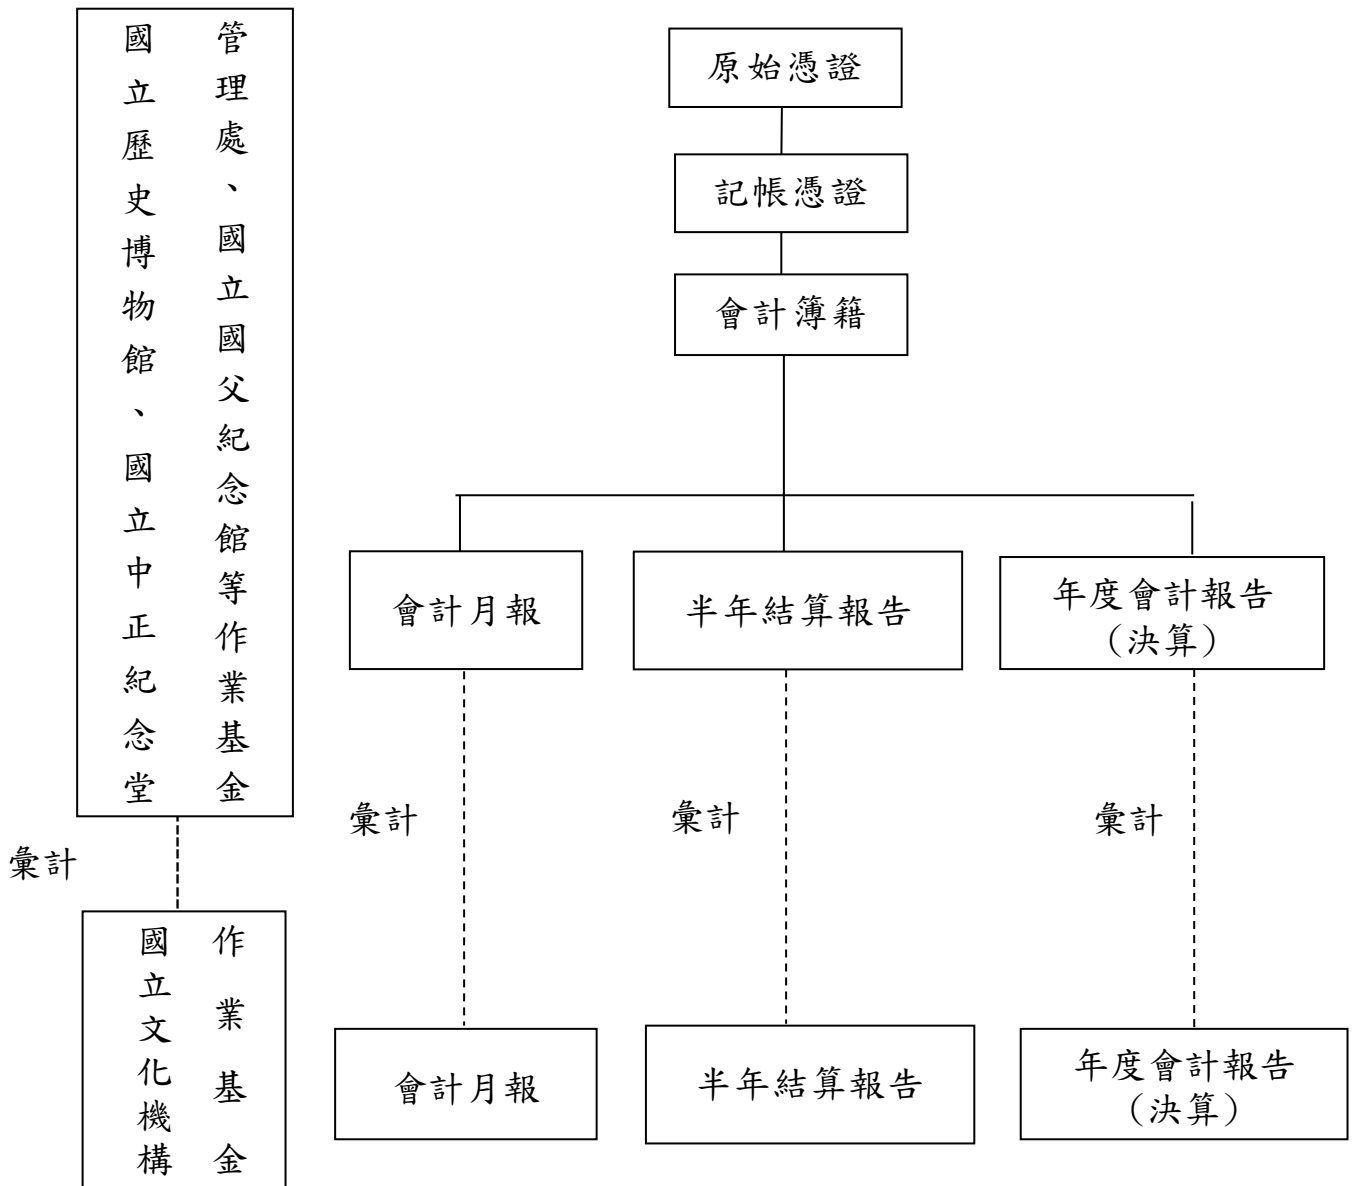 國立歷史博物館、國立中正紀念堂
管理處、國立國父紀念館等作業基金
彙計
國立文化機構
作業基金
原始憑證
記帳憑證
會計簿籍
會計月報
半年結算報告
年度會計報告
（決算）
彙計
彙計
彙計
會計月報
半年結算報告
年度會計報告
（決算）